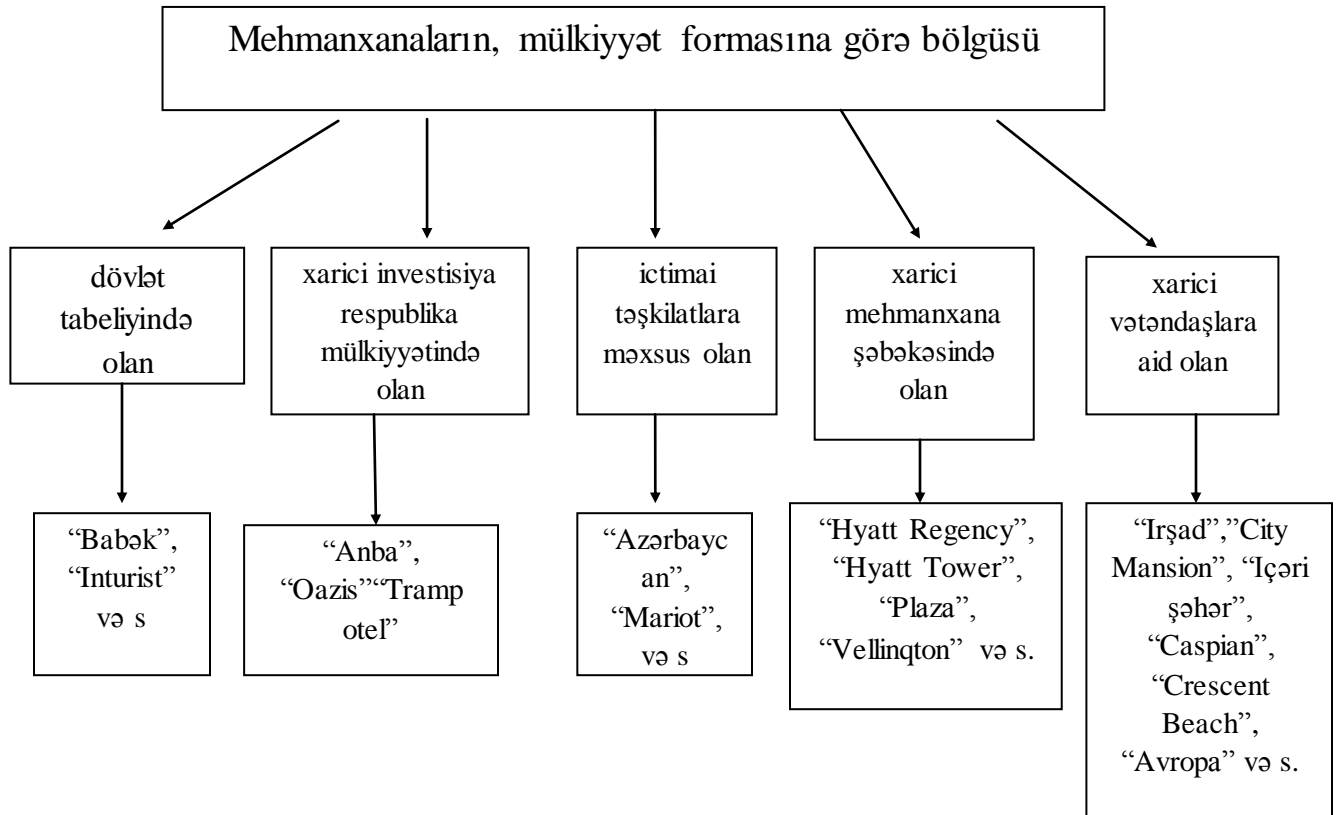 Mehmanxanaların, mülkiyyət formasına görə bölgüsü
dövlət
tabeliyində
olan
xarici investisiya
respublika
mülkiyyətində
olan
ictimai
təşkilatlara
məxsus olan
xarici
mehmanxana
şəbəkəsində
olan
xarici
vətəndaşlara
aid olan
“Babək”,
“Inturist”
və s
“Anba”,
“Oazis”“Tramp
otel”
“Azərbayc
an”,
“Mariot”,
və s
“Hyatt Regency”,
“Hyatt Tower”,
“Plaza”,
“Vellinqton” və s.
“Irşad”,”City
Mansion”, “Içəri
şəhər”,
“Caspian”,
“Crescent
Beach”,
“Avropa” və s.